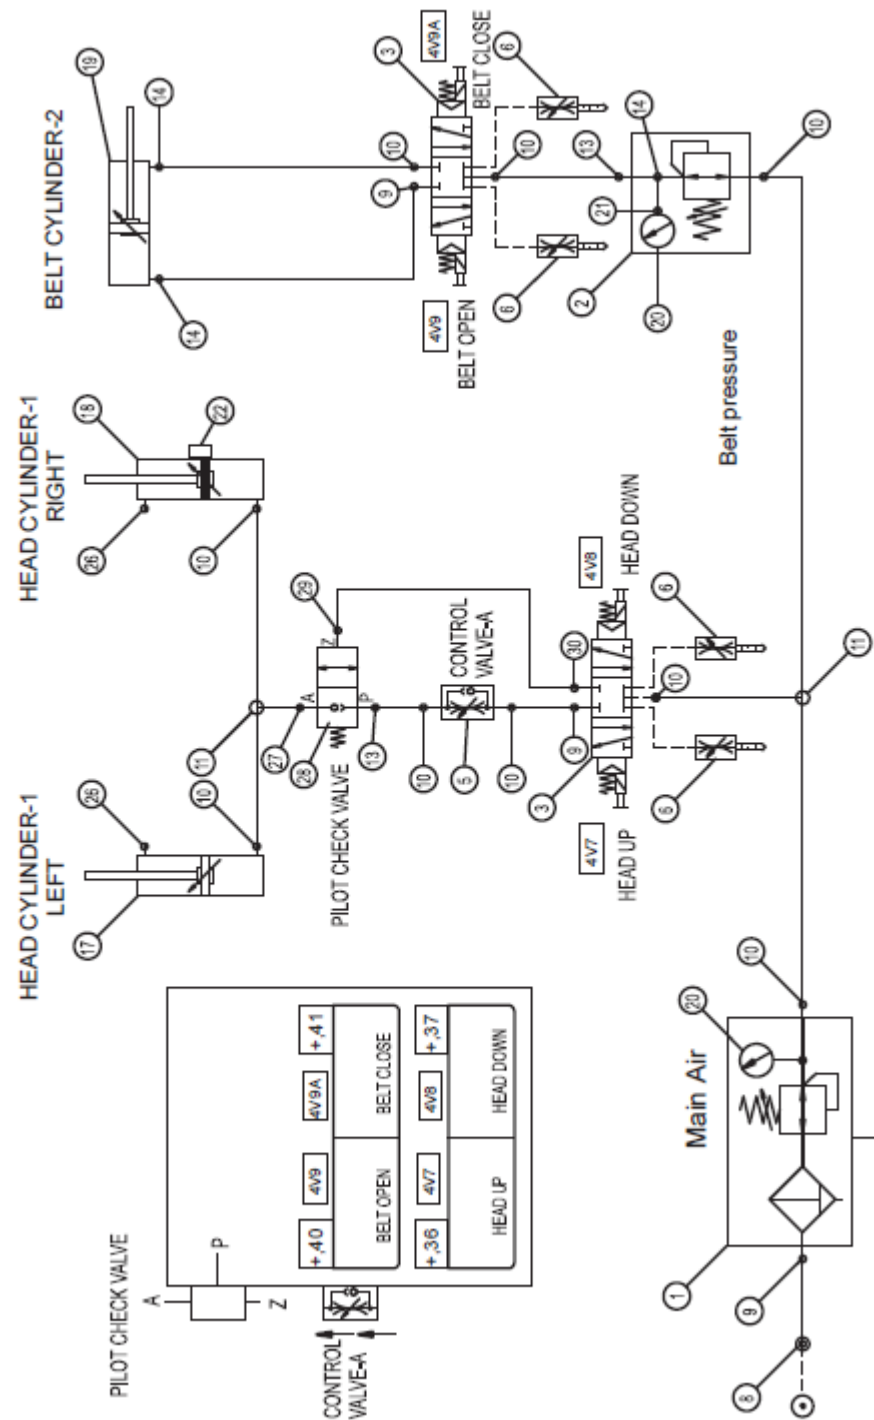 BELT CYLINDER-2
19
14
14
10
9
3
4V9A
BELT CLOSE
4V9
BELT OPEN
6
6
10
13
14
21
20
2
10
Belt pressure
HEAD CYLINDER-1
RIGHT
18
22
26
10
HEAD CYLINDER-1
LEFT
17
26
10
11
27
28
A
P
Z
29
PILOT CHECK VALVE
13
10
5
CONTROL
VALVE-A
10
9
30
3
4V8
HEAD DOWN
4V7
HEAD UP
10
6
6
11
PILOT CHECK VALVE
A
P
Z
CONTROL
VALVE-A
+,40
4V9
4V9A
+,41
BELT OPEN
BELT CLOSE
+,36
4V7
4V8
+,37
HEAD UP
HEAD DOWN
Main Air
20
10
1
9
8